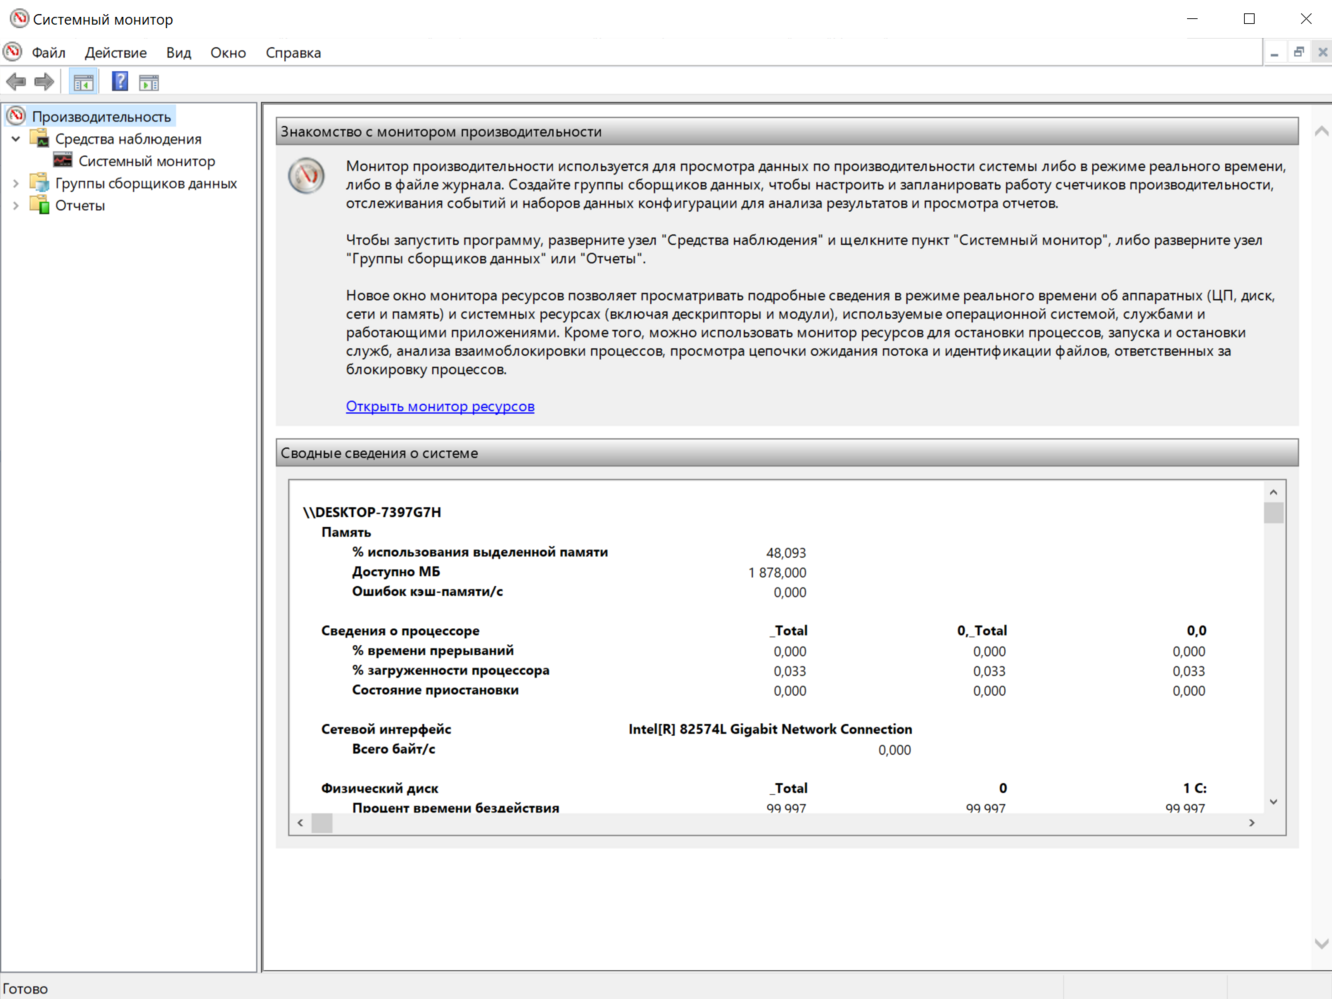 Системный монитор
Файл Действие Вид Окно Справка
Производительность
Средства наблюдения
Системный монитор
Группы сборщиков данных
Отчеты
Знакомство с монитором производительности
Монитор производительности используется для просмотра данных по производительности системы либо в режиме реального времени,
либо в файле журнала. Создайте группы сборщиков данных, чтобы настроить и запланировать работу счетчиков производительности,
отслеживания событий и наборов данных конфигурации для анализа результатов и просмотра отчетов.
Чтобы запустить программу, разверните узел "Средства наблюдения" и щелкните пункт "Системный монитор", либо разверните узел
"Группы сборщиков данных" или "Отчеты".
Новое окно монитора ресурсов позволяет просматривать подробные сведения в режиме реального времени об аппаратных (ЦП, диск,
сети и память) и системных ресурсах (включая дескрипторы и модули), используемые операционной системой, службами и
работающими приложениями. Кроме того, можно использовать монитор ресурсов для остановки процессов, запуска и остановки
служб, анализа взаимоблокировки процессов, просмотра цепочки ожидания потока и идентификации файлов, ответственных за
блокировку процессов.
Открыть монитор ресурсов
Сводные сведения о системе
\\DESKTOP-7397G7H
Память
% использования выделенной памяти 48,093
Доступно МБ 1 878,000
Ошибок кэш-памяти/с 0,000
Сведения о процессоре _Total 0,_Total 0,0
% времени прерываний 0,000 0,000 0,000
% загруженности процессора 0,033 0,033 0,033
Состояние приостановки 0,000 0,000 0,000
Сетевой интерфейс Intel[R] 82574L Gigabit Network Connection
Всего байт/с 0,000
Физический диск _Total 0 1 C:
Процент времени бездействия 99,997 99,997 99,997
Готово